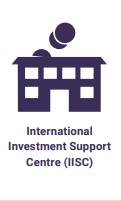 International
Investment Support
Centre (IISC)